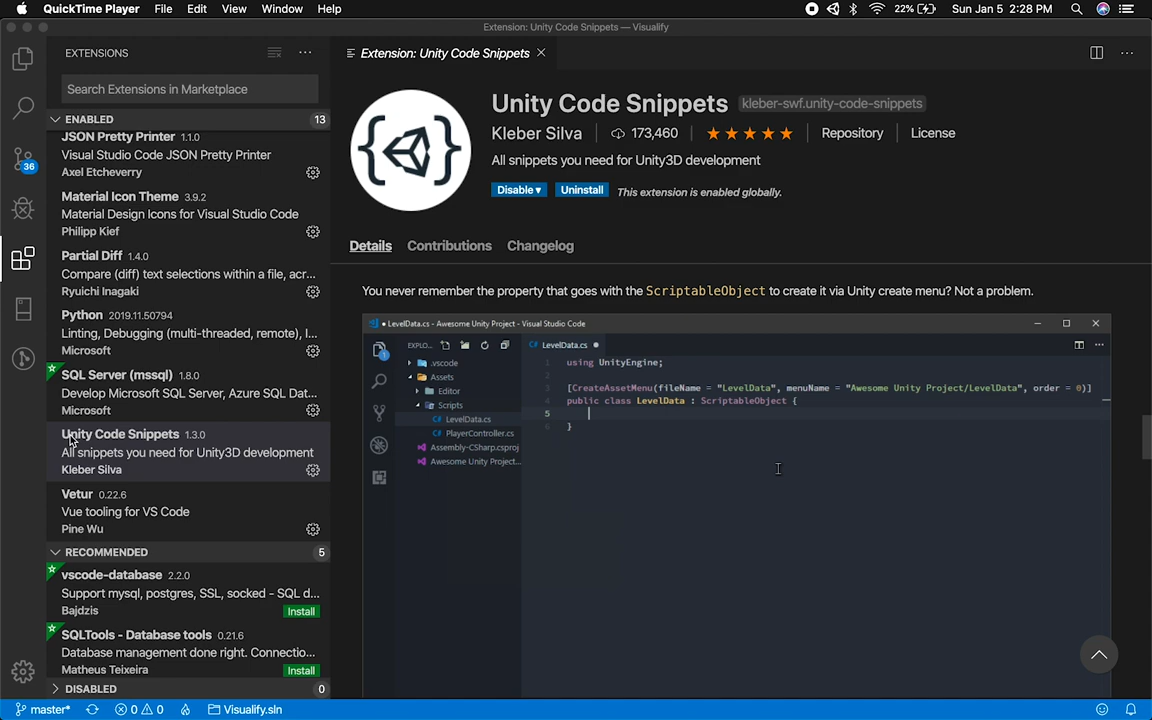 QuickTime Player File Edit View Window Help 22% Sun Jan 5 2:28 PM
Extension: Unity Code Snippets — Visualify
EXTENSIONS
Search Extensions in Marketplace
ENABLED 13
JSON Pretty Printer 1.1.0
Visual Studio Code JSON Pretty Printer
Axel Etcheverry
36
Material Icon Theme 3.9.2
Material Design Icons for Visual Studio Code
Philipp Kief
Partial Diff 1.4.0
Compare (diff) text selections within a file, acr...
Ryuichi Inagaki
Python 2019.11.50794
Linting, Debugging (multi-threaded, remote), I...
Microsoft
SQL Server (mssql) 1.8.0
Develop Microsoft SQL Server, Azure SQL Dat...
Microsoft
Unity Code Snippets 1.3.0
All snippets you need for Unity3D development
Kleber Silva
Vetur 0.22.6
Vue tooling for VS Code
Pine Wu
RECOMMENDED 5
vscode-database 2.2.0
Support mysql, postgres, SSL, socked - SQL d...
Bajdzis Install
SQLTools - Database tools 0.21.6
Database management done right. Connectio...
Matheus Teixeira Install
DISABLED 0
Extension: Unity Code Snippets
Unity Code Snippets kleber-swf.unity-code-snippets
Kleber Silva 173,460 Repository License
All snippets you need for Unity3D development
Disable Uninstall This extension is enabled globally.
Details Contributions Changelog
You never remember the property that goes with the ScriptableObject to create it via Unity create menu? Not a problem.
• LevelData.cs - Awesome Unity Project - Visual Studio Code
EXPLO...
1
.vscode
Assets
Editor
Scripts
C# LevelData.cs
C# PlayerController.cs
Assembly-CSharp.csproj
Awesome Unity Project...
C# LevelData.cs
1 using UnityEngine;
2
3 [CreateAssetMenu(fileName = "LevelData", menuName = "Awesome Unity Project/LevelData", order = 0)]
4 public class LevelData : ScriptableObject {
5
6 }
master* 0 0 Visualify.sln